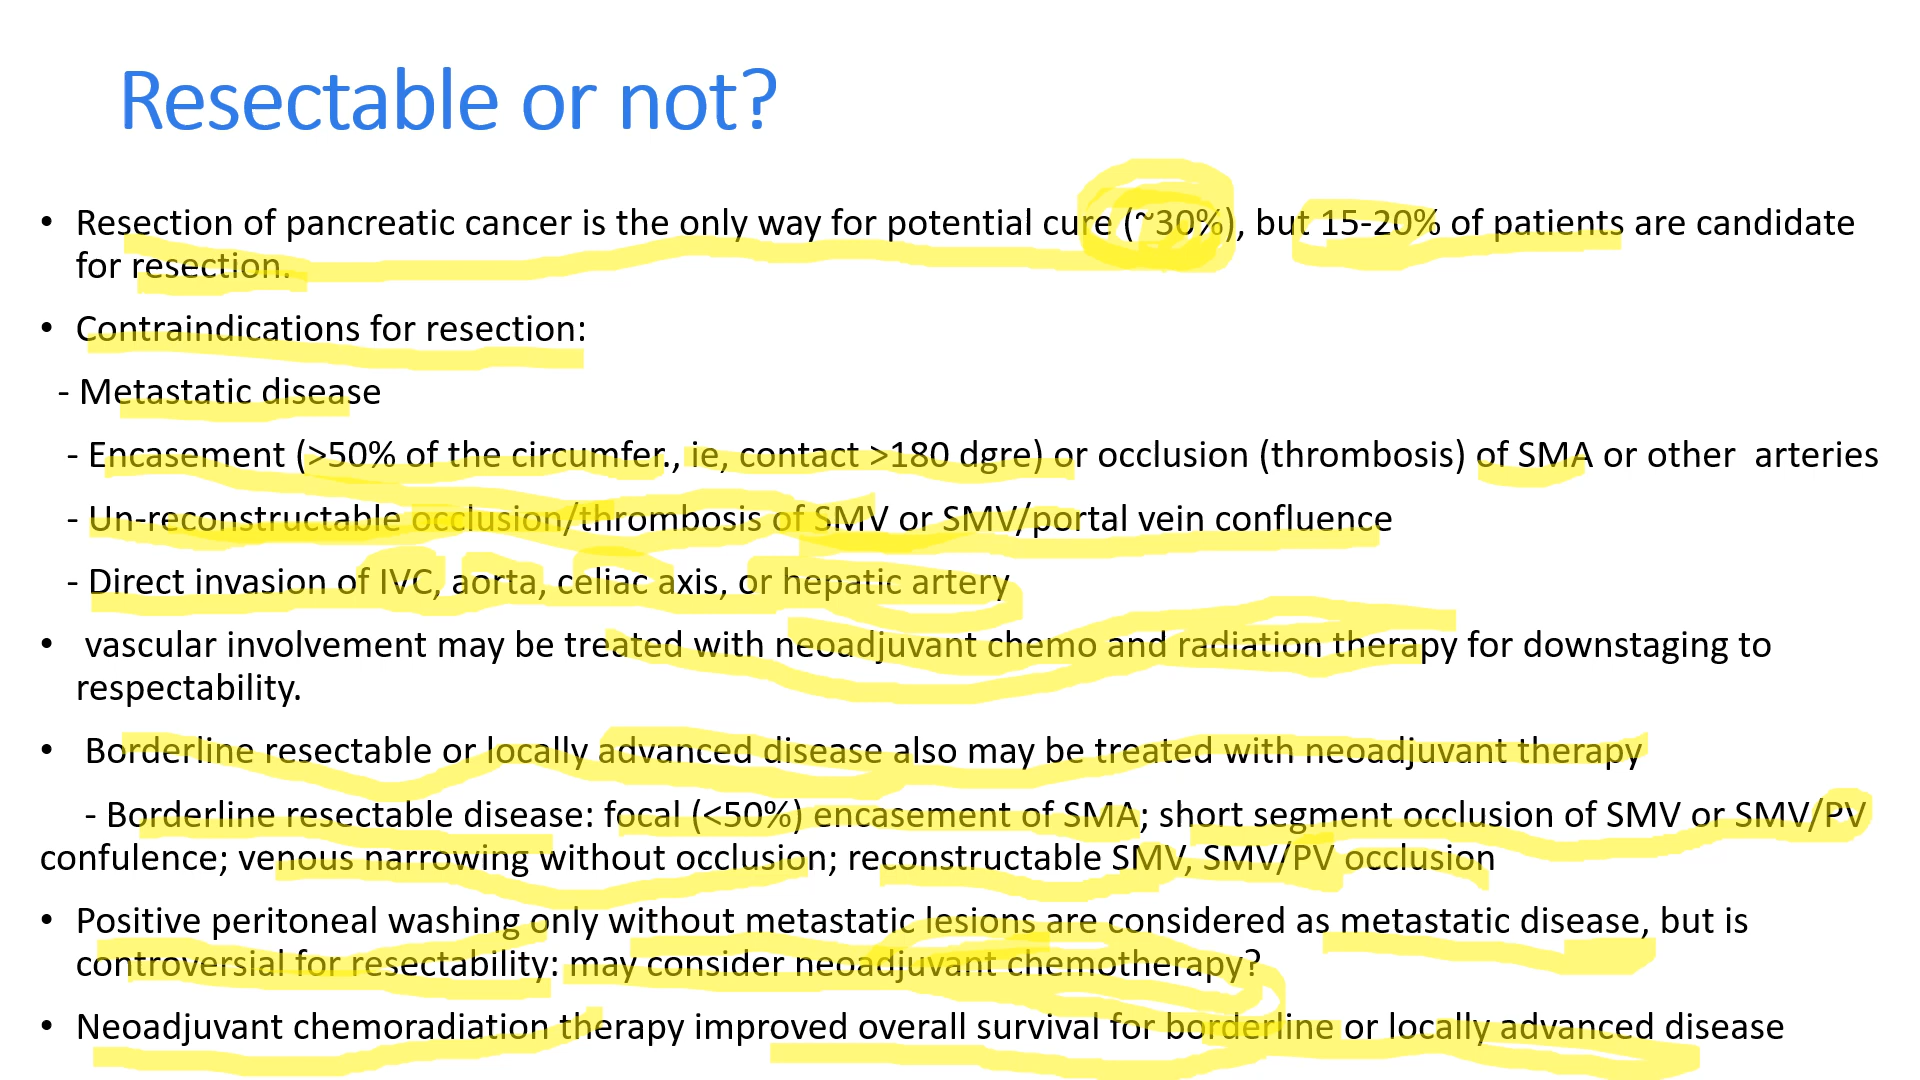 Resectable or not?
• Resection of pancreatic cancer is the only way for potential cure (~30%), but 15-20% of patients are candidate
for resection.
• Contraindications for resection:
- Metastatic disease
- Encasement (>50% of the circumfer., ie, contact >180 dgre) or occlusion (thrombosis) of SMA or other  arteries
- Un-reconstructable occlusion/thrombosis of SMV or SMV/portal vein confluence
- Direct invasion of IVC, aorta, celiac axis, or hepatic artery
• vascular involvement may be treated with neoadjuvant chemo and radiation therapy for downstaging to
respectability.
• Borderline resectable or locally advanced disease also may be treated with neoadjuvant therapy
- Borderline resectable disease: focal (<50%) encasement of SMA; short segment occlusion of SMV or SMV/PV
confulence; venous narrowing without occlusion; reconstructable SMV, SMV/PV occlusion
• Positive peritoneal washing only without metastatic lesions are considered as metastatic disease, but is
controversial for resectability: may consider neoadjuvant chemotherapy?
• Neoadjuvant chemoradiation therapy improved overall survival for borderline or locally advanced disease